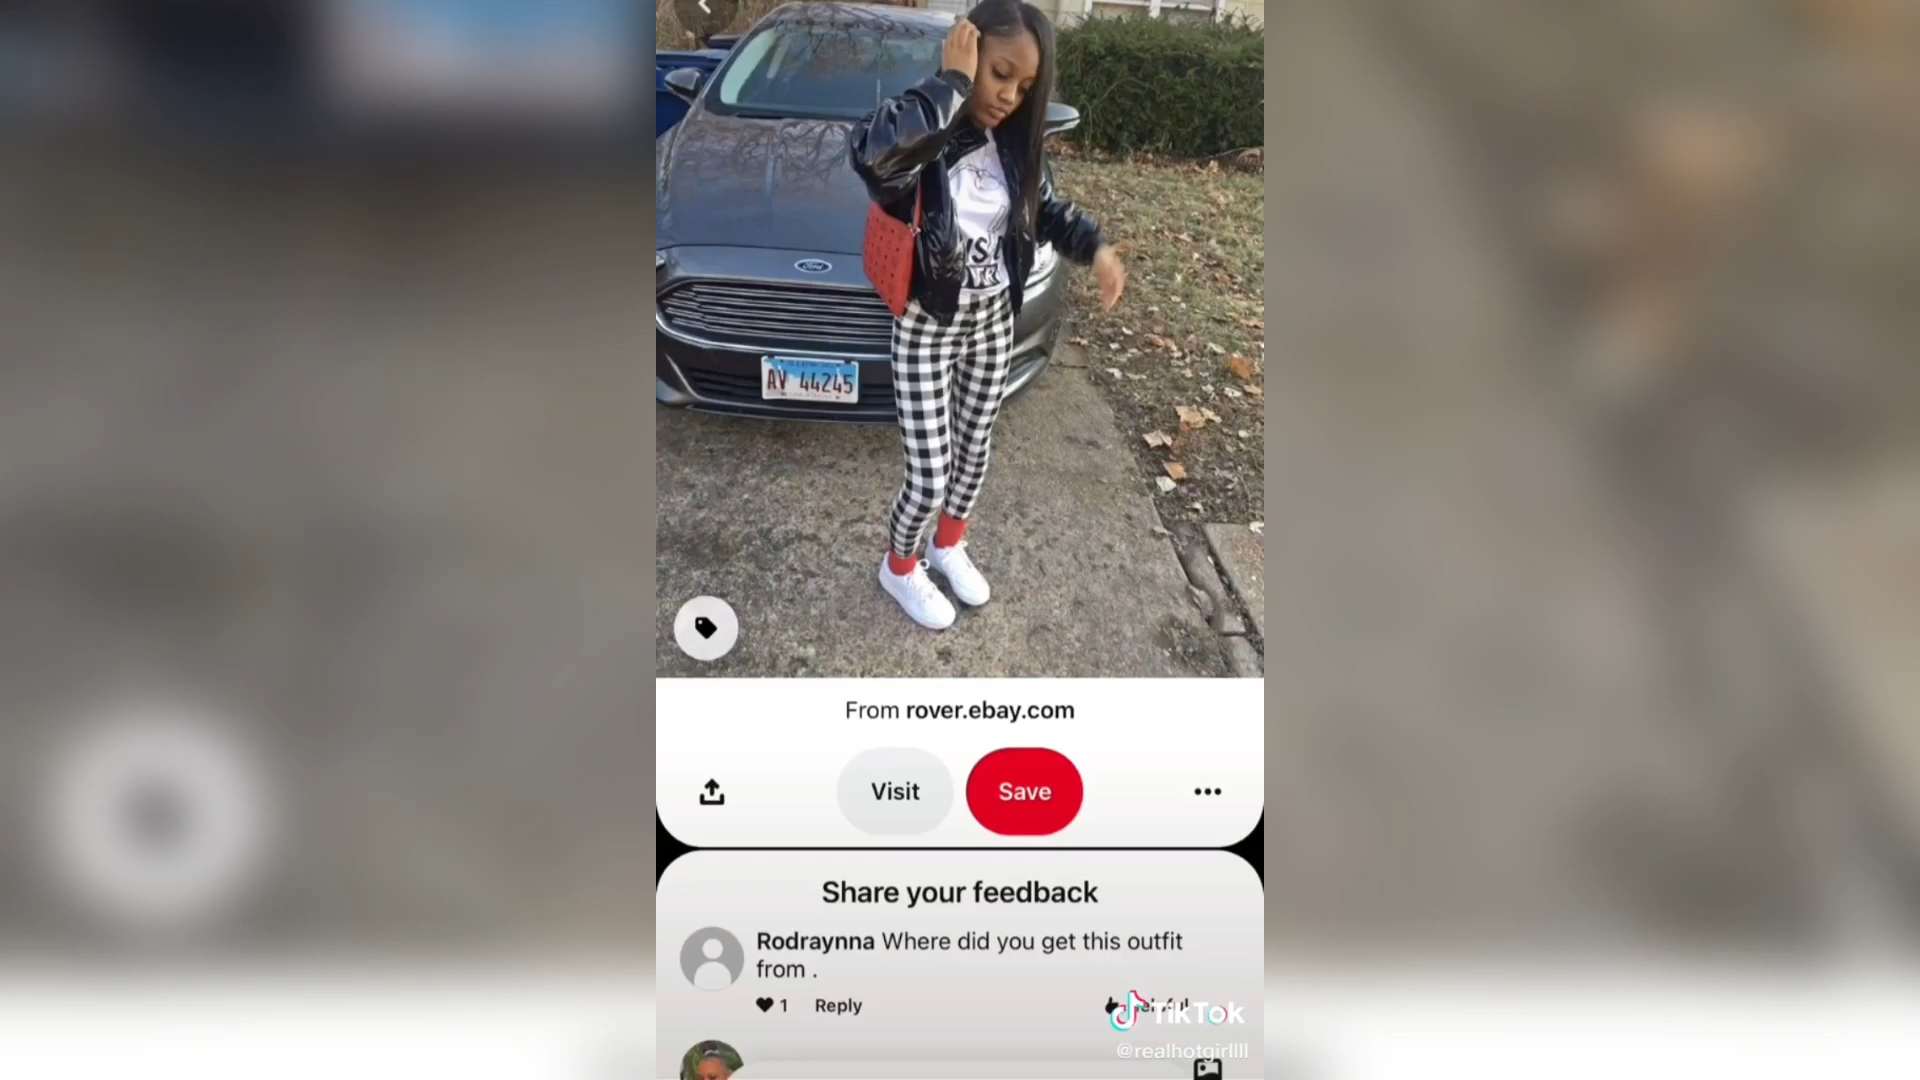 Ford
AV 44245
From rover.ebay.com
Visit
Save
Share your feedback
Rodraynna Where did you get this outfit
from .
1 Reply
TikTok
@realhotgirllll